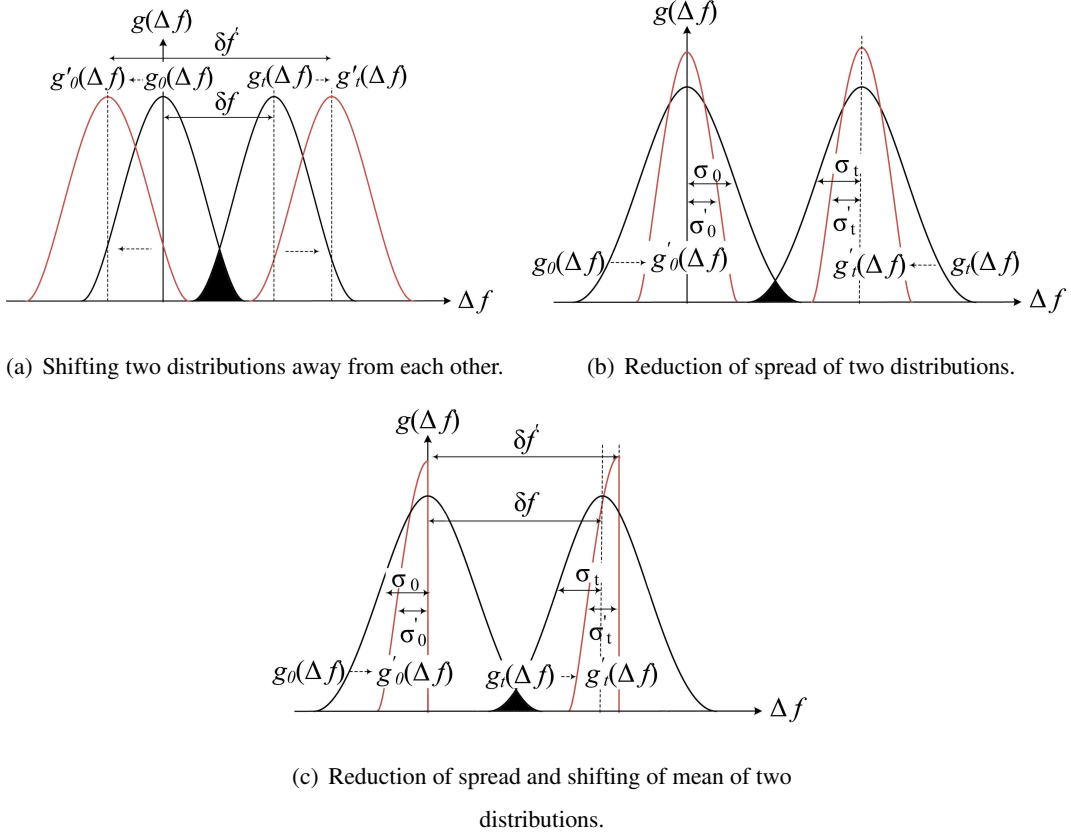 g(Δf)
δf′
g′₀(Δf) g₀(Δf) gₜ(Δf) g′ₜ(Δf)
δf
Δf
(a) Shifting two distributions away from each other.
g(Δf)
σ₀ σₜ
σ′₀ σ′ₜ
g₀(Δf) g′₀(Δf) g′ₜ(Δf) gₜ(Δf)
Δf
(b) Reduction of spread of two distributions.
g(Δf)
δf′
δf
σ₀ σₜ
σ′₀ σ′ₜ
g₀(Δf) g′₀(Δf) gₜ(Δf) g′ₜ(Δf)
Δf
(c) Reduction of spread and shifting of mean of two
distributions.